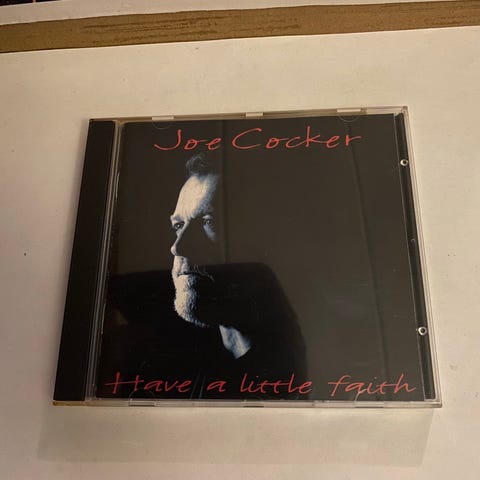 Joe Cocker
Have a little faith